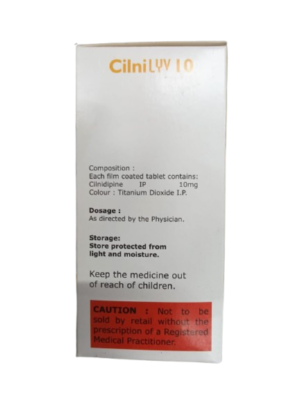 CilniLVV 10
Composition :
Each film coated tablet contains:
Cilnidipine IP 10mg
Colour : Titanium Dioxide I.P.
Dosage :
As directed by the Physician.
Storage:
Store protected from
light and moisture.
Keep the medicine out
of reach of children.
CAUTION : Not to be
sold by retail without the
prescription of a Registered
Medical Practitioner.